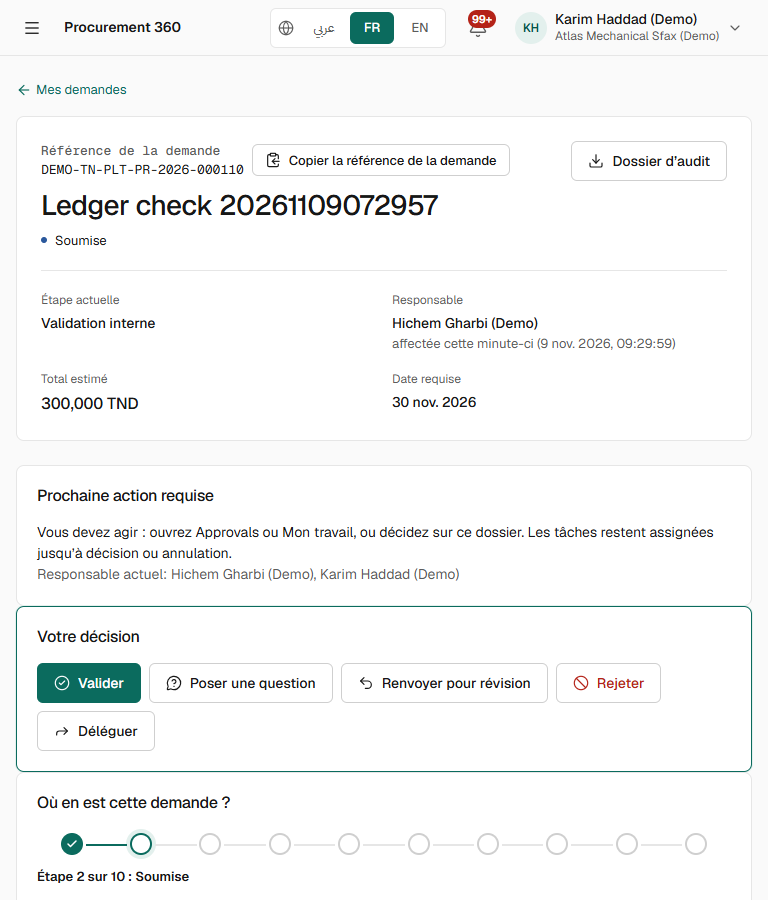 Procurement 360
عربي
FR
EN
99+
KH
Karim Haddad (Demo)
Atlas Mechanical Sfax (Demo)
Mes demandes
Référence de la demande
DEMO-TN-PLT-PR-2026-000110
Copier la référence de la demande
Dossier d'audit
Ledger check 20261109072957
Soumise
Étape actuelle
Responsable
Validation interne
Hichem Gharbi (Demo)
affectée cette minute-ci (9 nov. 2026, 09:29:59)
Total estimé
Date requise
300,000 TND
30 nov. 2026
Prochaine action requise
Vous devez agir : ouvrez Approvals ou Mon travail, ou décidez sur ce dossier. Les tâches restent assignées
jusqu'à décision ou annulation.
Responsable actuel: Hichem Gharbi (Demo), Karim Haddad (Demo)
Votre décision
Valider
Poser une question
Renvoyer pour révision
Rejeter
Déléguer
Où en est cette demande ?
Étape 2 sur 10 : Soumise